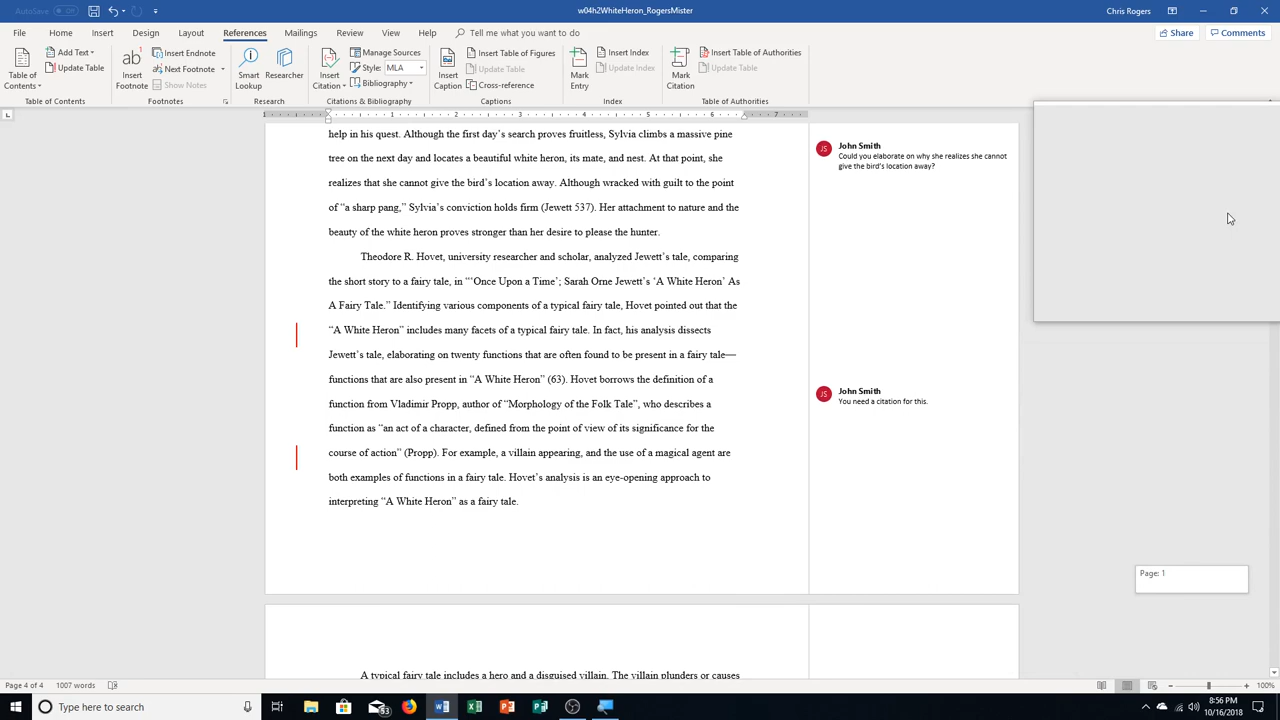 AutoSave Off
w04h2WhiteHeron_RogersMister
Chris Rogers
File Home Insert Design Layout References Mailings Review View Help Tell me what you want to do
Share Comments
Table of Contents
Add Text
Update Table
Table of Contents
Insert Footnote
Insert Endnote
Next Footnote
Show Notes
Footnotes
Smart Lookup
Researcher
Research
Insert Citation
Manage Sources
Style: MLA
Bibliography
Citations & Bibliography
Insert Caption
Insert Table of Figures
Update Table
Cross-reference
Captions
Mark Entry
Insert Index
Update Index
Index
Mark Citation
Insert Table of Authorities
Update Table
Table of Authorities
1 1 2 3 4 5 6 7
help in his quest. Although the first day’s search proves fruitless, Sylvia climbs a massive pine
tree on the next day and locates a beautiful white heron, its mate, and nest. At that point, she
realizes that she cannot give the bird’s location away. Although wracked with guilt to the point
of “a sharp pang,” Sylvia’s conviction holds firm (Jewett 537). Her attachment to nature and the
beauty of the white heron proves stronger than her desire to please the hunter.
Theodore R. Hovet, university researcher and scholar, analyzed Jewett’s tale, comparing
the short story to a fairy tale, in “‘Once Upon a Time’; Sarah Orne Jewett’s ‘A White Heron’ As
A Fairy Tale.” Identifying various components of a typical fairy tale, Hovet pointed out that the
“A White Heron” includes many facets of a typical fairy tale. In fact, his analysis dissects
Jewett’s tale, elaborating on twenty functions that are often found to be present in a fairy tale—
functions that are also present in “A White Heron” (63). Hovet borrows the definition of a
function from Vladimir Propp, author of “Morphology of the Folk Tale”, who describes a
function as “an act of a character, defined from the point of view of its significance for the
course of action” (Propp). For example, a villain appearing, and the use of a magical agent are
both examples of functions in a fairy tale. Hovet’s analysis is an eye-opening approach to
interpreting “A White Heron” as a fairy tale.
A typical fairy tale includes a hero and a disguised villain. The villain plunders or causes
JS
John Smith
Could you elaborate on why she realizes she cannot
give the bird’s location away?
JS
John Smith
You need a citation for this.
Page: 1
Page 4 of 4 1007 words
100%
Type here to search
53
8:56 PM
10/16/2018